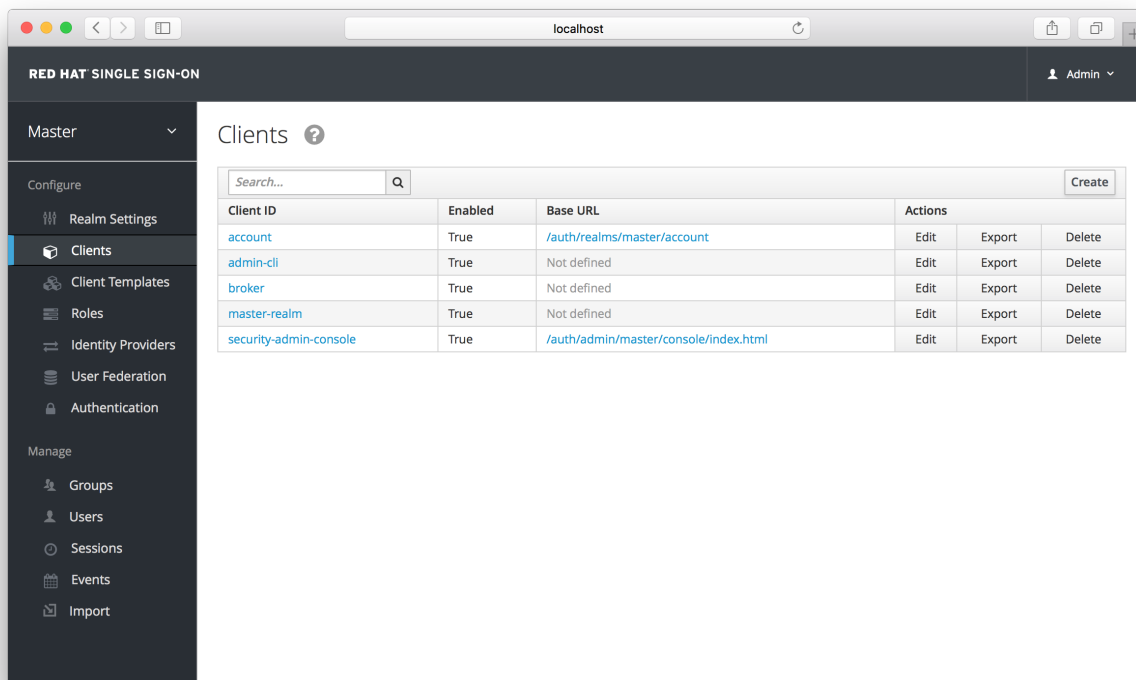 localhost
RED HAT SINGLE SIGN-ON
Admin
Master
Configure
Realm Settings
Clients
Client Templates
Roles
Identity Providers
User Federation
Authentication
Manage
Groups
Users
Sessions
Events
Import
Clients ?
Search...
Create
Client ID Enabled Base URL Actions
account True /auth/realms/master/account Edit Export Delete
admin-cli True Not defined Edit Export Delete
broker True Not defined Edit Export Delete
master-realm True Not defined Edit Export Delete
security-admin-console True /auth/admin/master/console/index.html Edit Export Delete